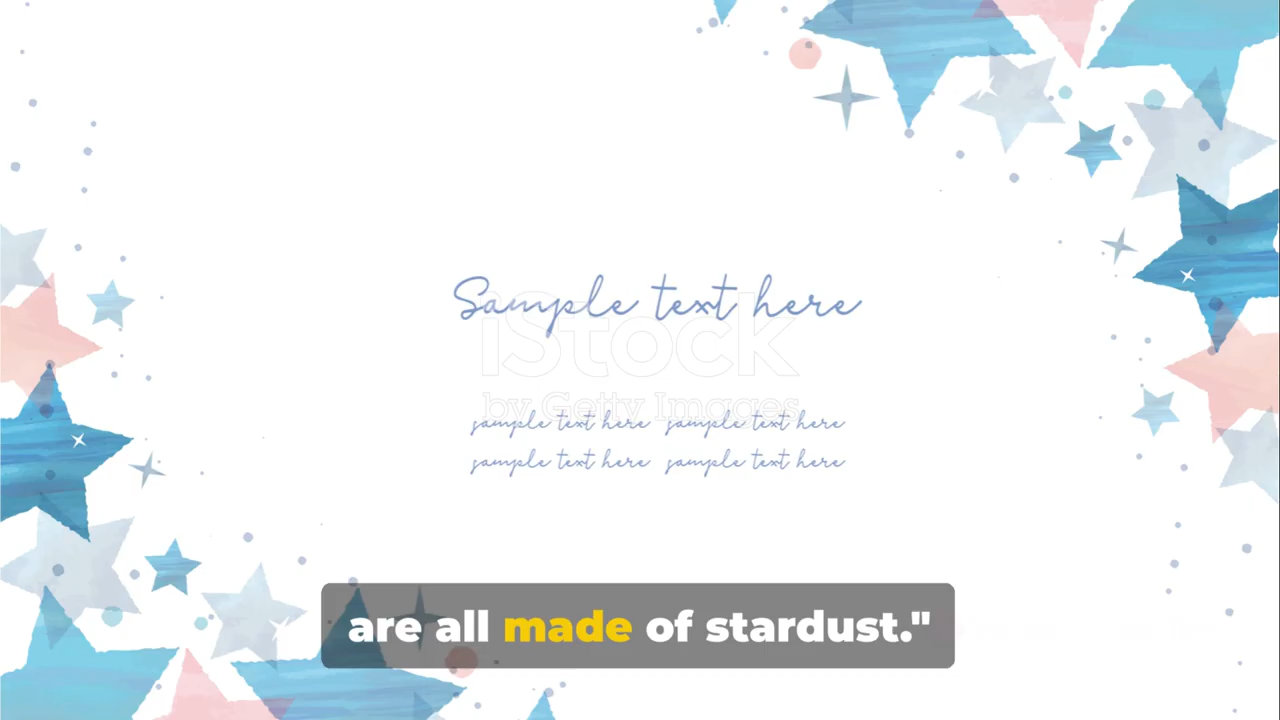 Sample text here
iStock
by Getty Images
sample text here sample text here
sample text here sample text here
are all made of stardust."